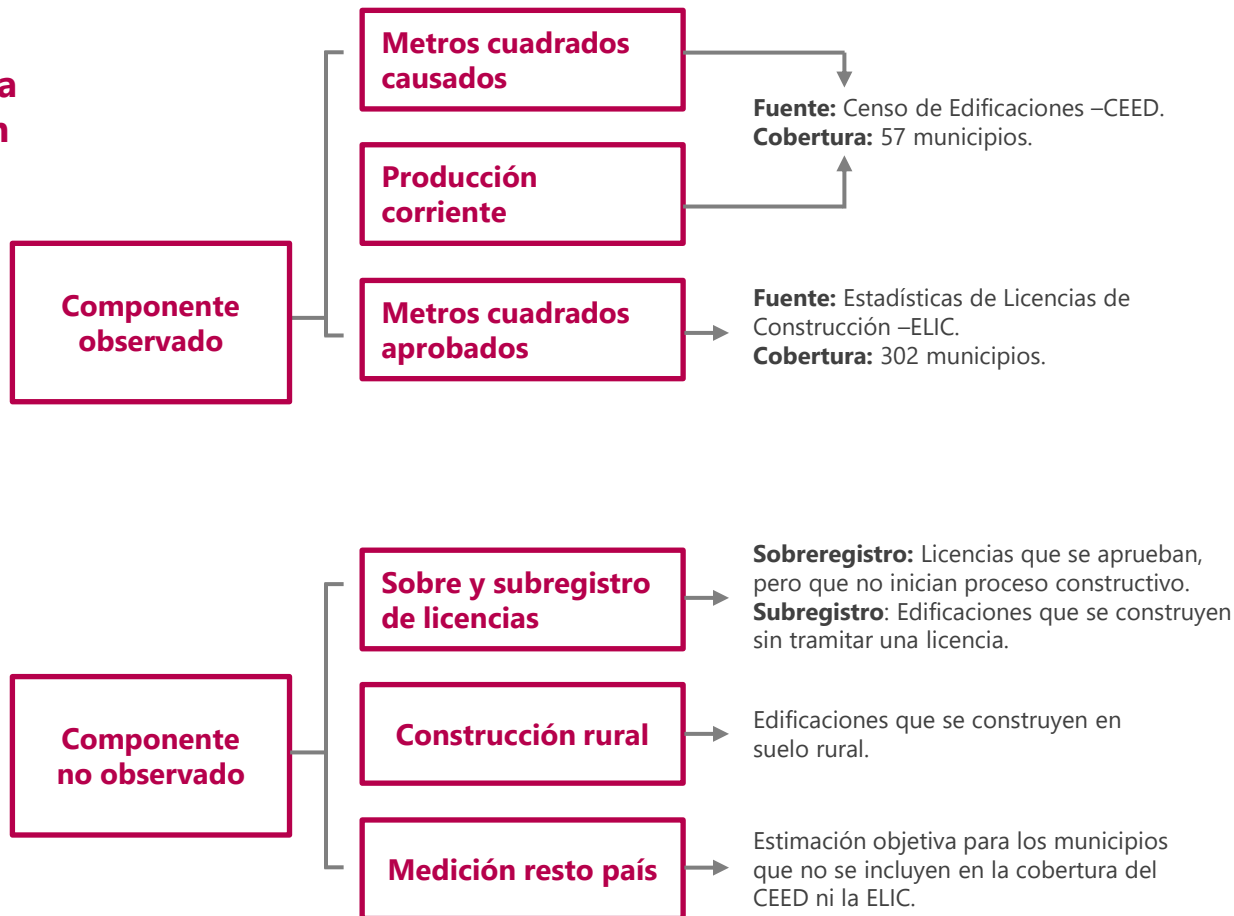 a
n
Metros cuadrados
causados
Fuente: Censo de Edificaciones –CEED.
Cobertura: 57 municipios.
Producción
corriente
Componente
observado
Metros cuadrados
aprobados
Fuente: Estadísticas de Licencias de
Construcción –ELIC.
Cobertura: 302 municipios.
Sobre y subregistro
de licencias
Sobreregistro: Licencias que se aprueban,
pero que no inician proceso constructivo.
Subregistro: Edificaciones que se construyen
sin tramitar una licencia.
Componente
no observado
Construcción rural
Edificaciones que se construyen en
suelo rural.
Medición resto país
Estimación objetiva para los municipios
que no se incluyen en la cobertura del
CEED ni la ELIC.